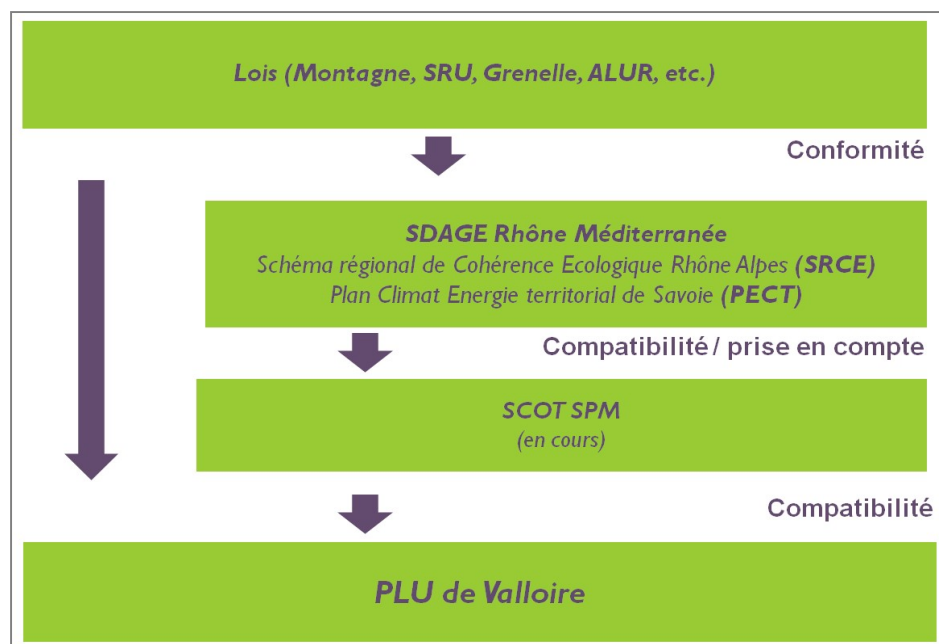 Lois (Montagne, SRU, Grenelle, ALUR, etc.)
Conformité
SDAGE Rhône Méditerranée
Schéma régional de Cohérence Ecologique Rhône Alpes (SRCE)
Plan Climat Energie territorial de Savoie (PECT)
Compatibilité / prise en compte
SCOT SPM
(en cours)
Compatibilité
PLU de Valloire